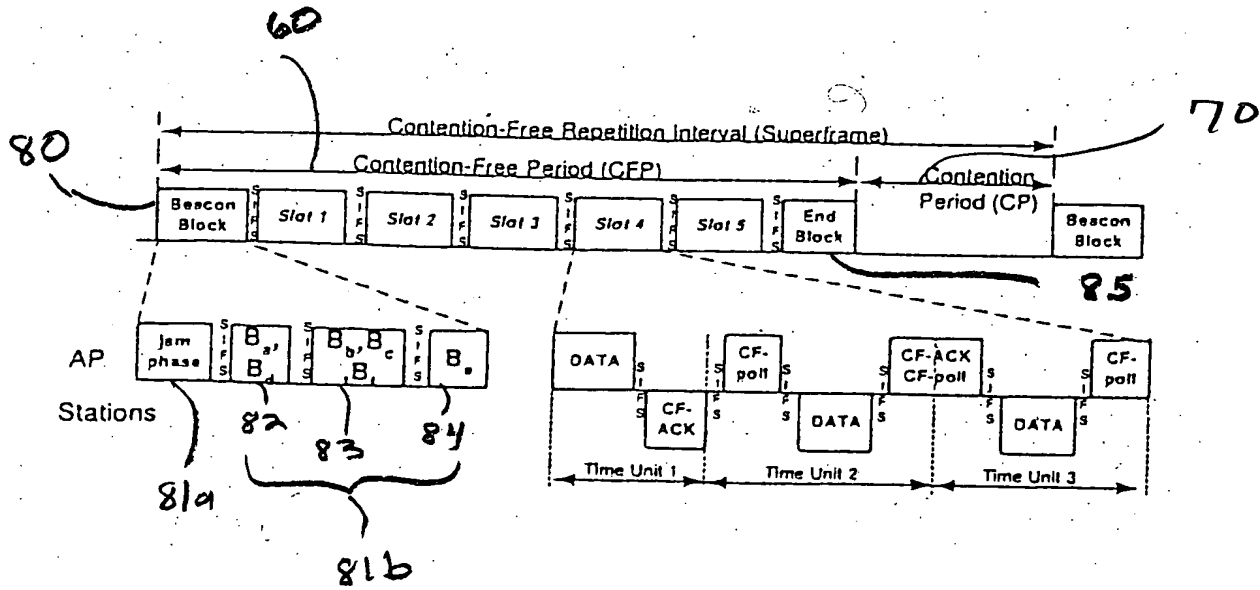 60
70
80
Contention-Free Repetition Interval (Superframe)
Contention-Free Period (CFP)
Contention
Period (CP)
Beacon
Block
SIFS
Slot 1
SIFS
Slot 2
SIFS
Slot 3
SIFS
Slot 4
SIFS
Slot 5
SIFS
End
Block
Beacon
Block
85
AP
Stations
Jam
phase
SIFS
Ba,
Bd
SIFS
Bb, Bc
SIFS
82
83
84
81a
81b
DATA
SIFS
CF-
ACK
SIFS
CF-
poll
SIFS
DATA
SIFS
CF-ACK
CF-poll
SIFS
DATA
SIFS
CF-
poll
Time Unit 1
Time Unit 2
Time Unit 3